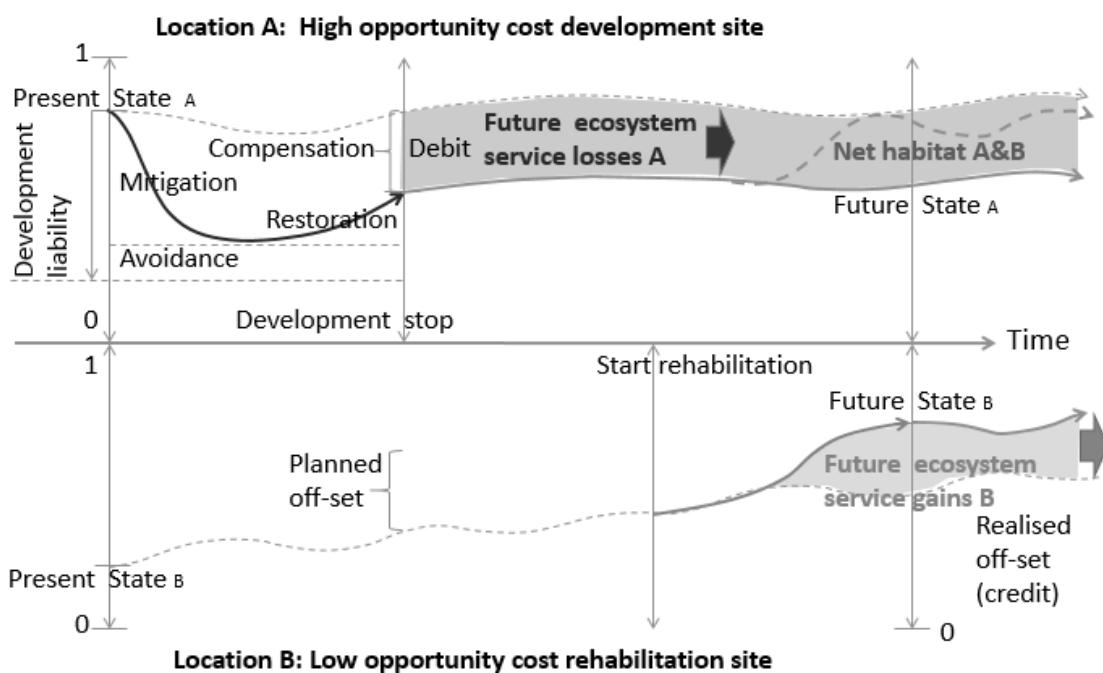 Location A: High opportunity cost development site
1
Present State A
Compensation
Debit
Future ecosystem
service losses A
Net habitat A&B
Mitigation
Development
liability
Restoration
Future State A
Avoidance
0
Development stop
Time
1
Start rehabilitation
Future State B
Planned
off-set
Future ecosystem
service gains B
Realised
off-set
(credit)
Present State B
0
0
Location B: Low opportunity cost rehabilitation site